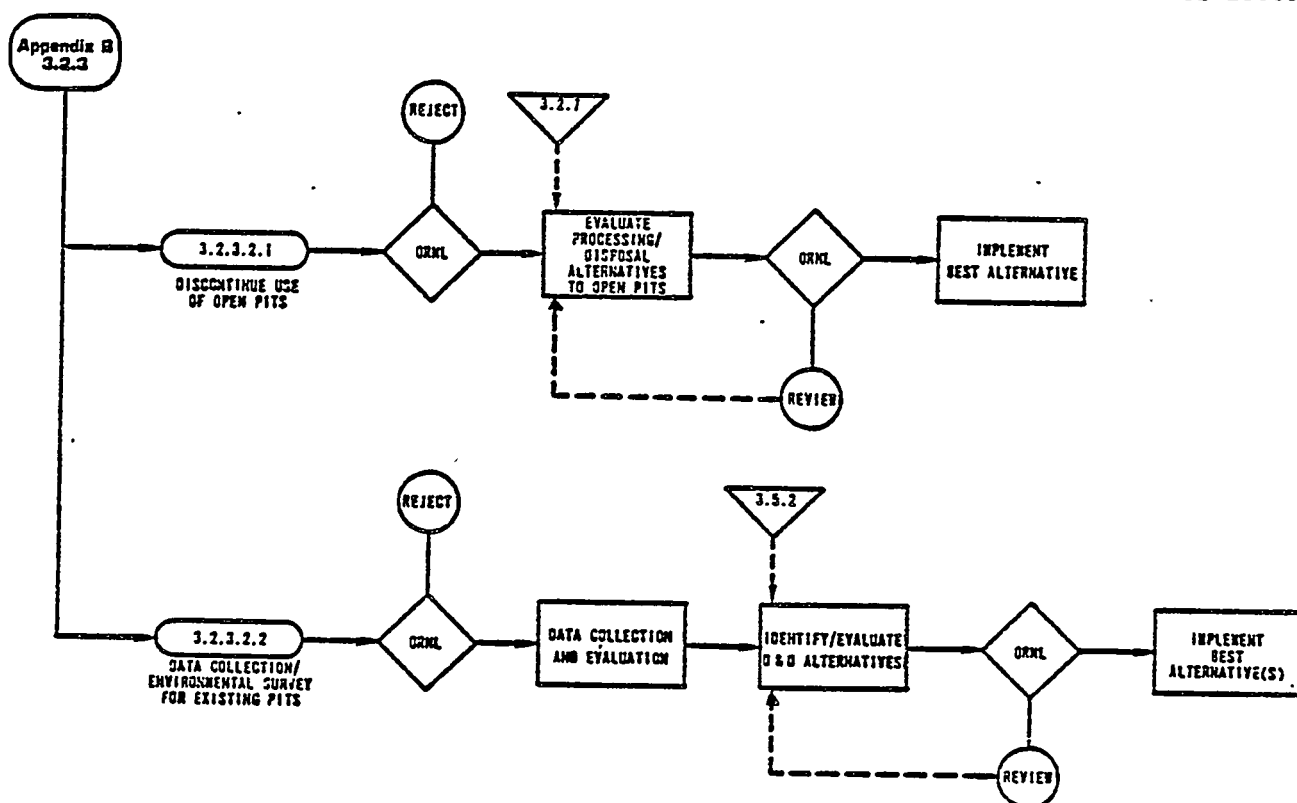 Appendix B
3.2.3
REJECT
3.2.1
3.2.3.2.1
DISCONTINUE USE
OF OPEN PITS
ORNL
EVALUATE
PROCESSING/
DISPOSAL
ALTERNATIVES
TO OPEN PITS
ORNL
IMPLEMENT
BEST ALTERNATIVE
REVIEW
REJECT
3.5.2
3.2.3.2.2
DATA COLLECTION/
ENVIRONMENTAL SURVEY
FOR EXISTING PITS
ORNL
DATA COLLECTION
AND EVALUATION
IDENTIFY/EVALUATE
D & D ALTERNATIVES
ORNL
IMPLEMENT
BEST
ALTERNATIVE(S)
REVIEW